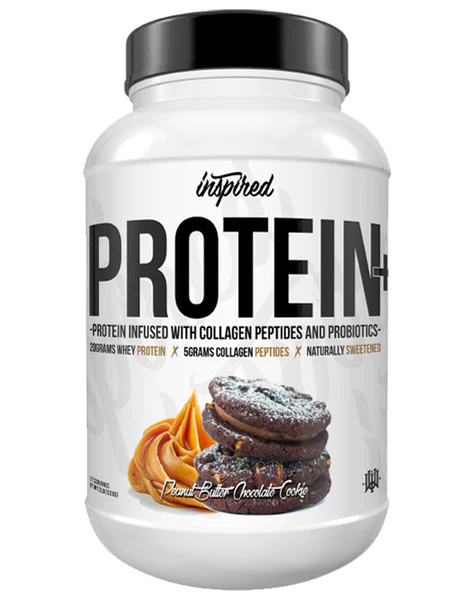 inspired
PROTEIN+
-PROTEIN INFUSED WITH COLLAGEN PEPTIDES AND PROBIOTICS-
20GRAMS WHEY PROTEIN X 5GRAMS COLLAGEN PEPTIDES X NATURALLY SWEETENED
Peanut Butter Chocolate Cookie